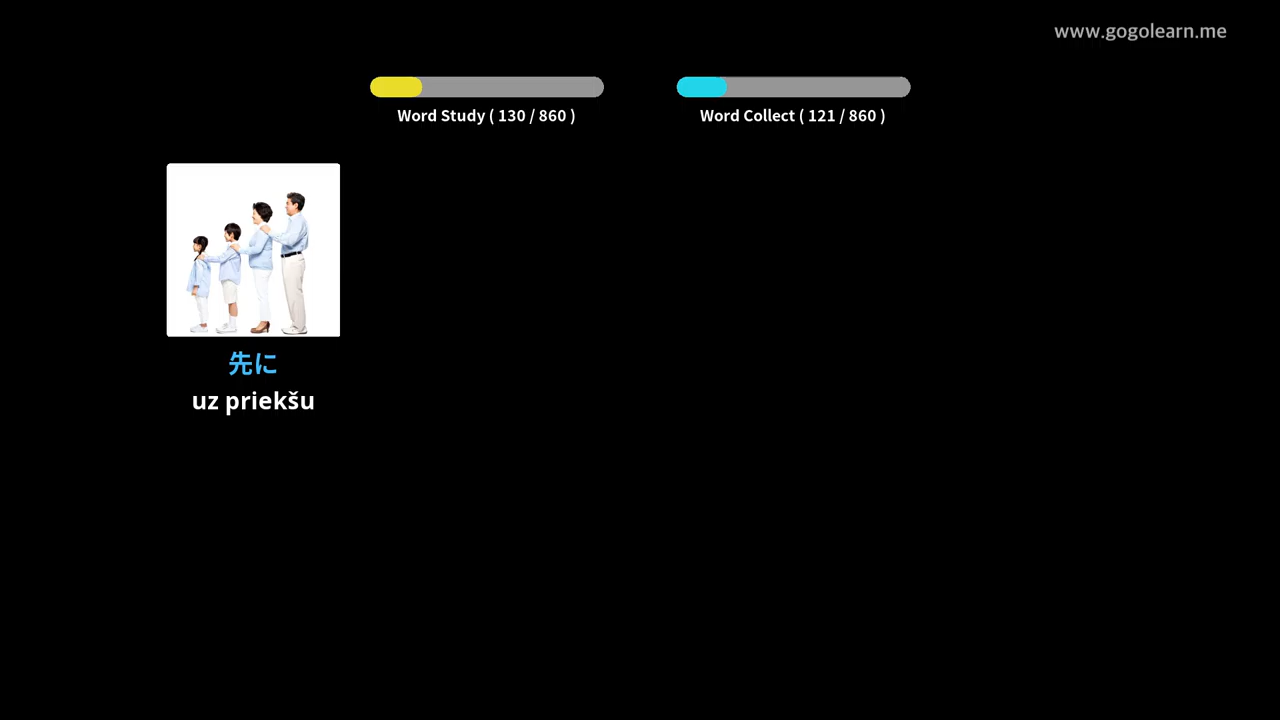 www.gogolearn.me
Word Study ( 130 / 860 )
Word Collect ( 121 / 860 )
先に
uz priekšu